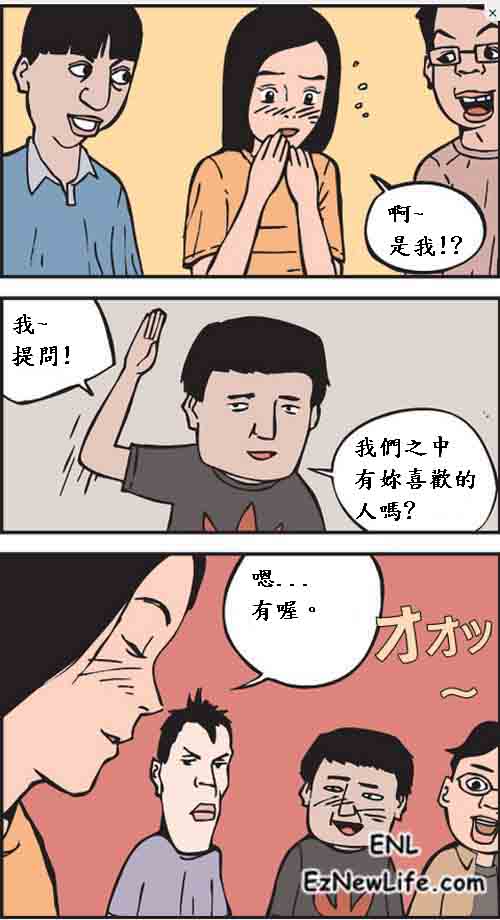 啊~
是我!?
我~
提問!
我們之中
有妳喜歡的
人嗎?
嗯...
有喔。
オオッ
～
ENL
EzNewLife.com